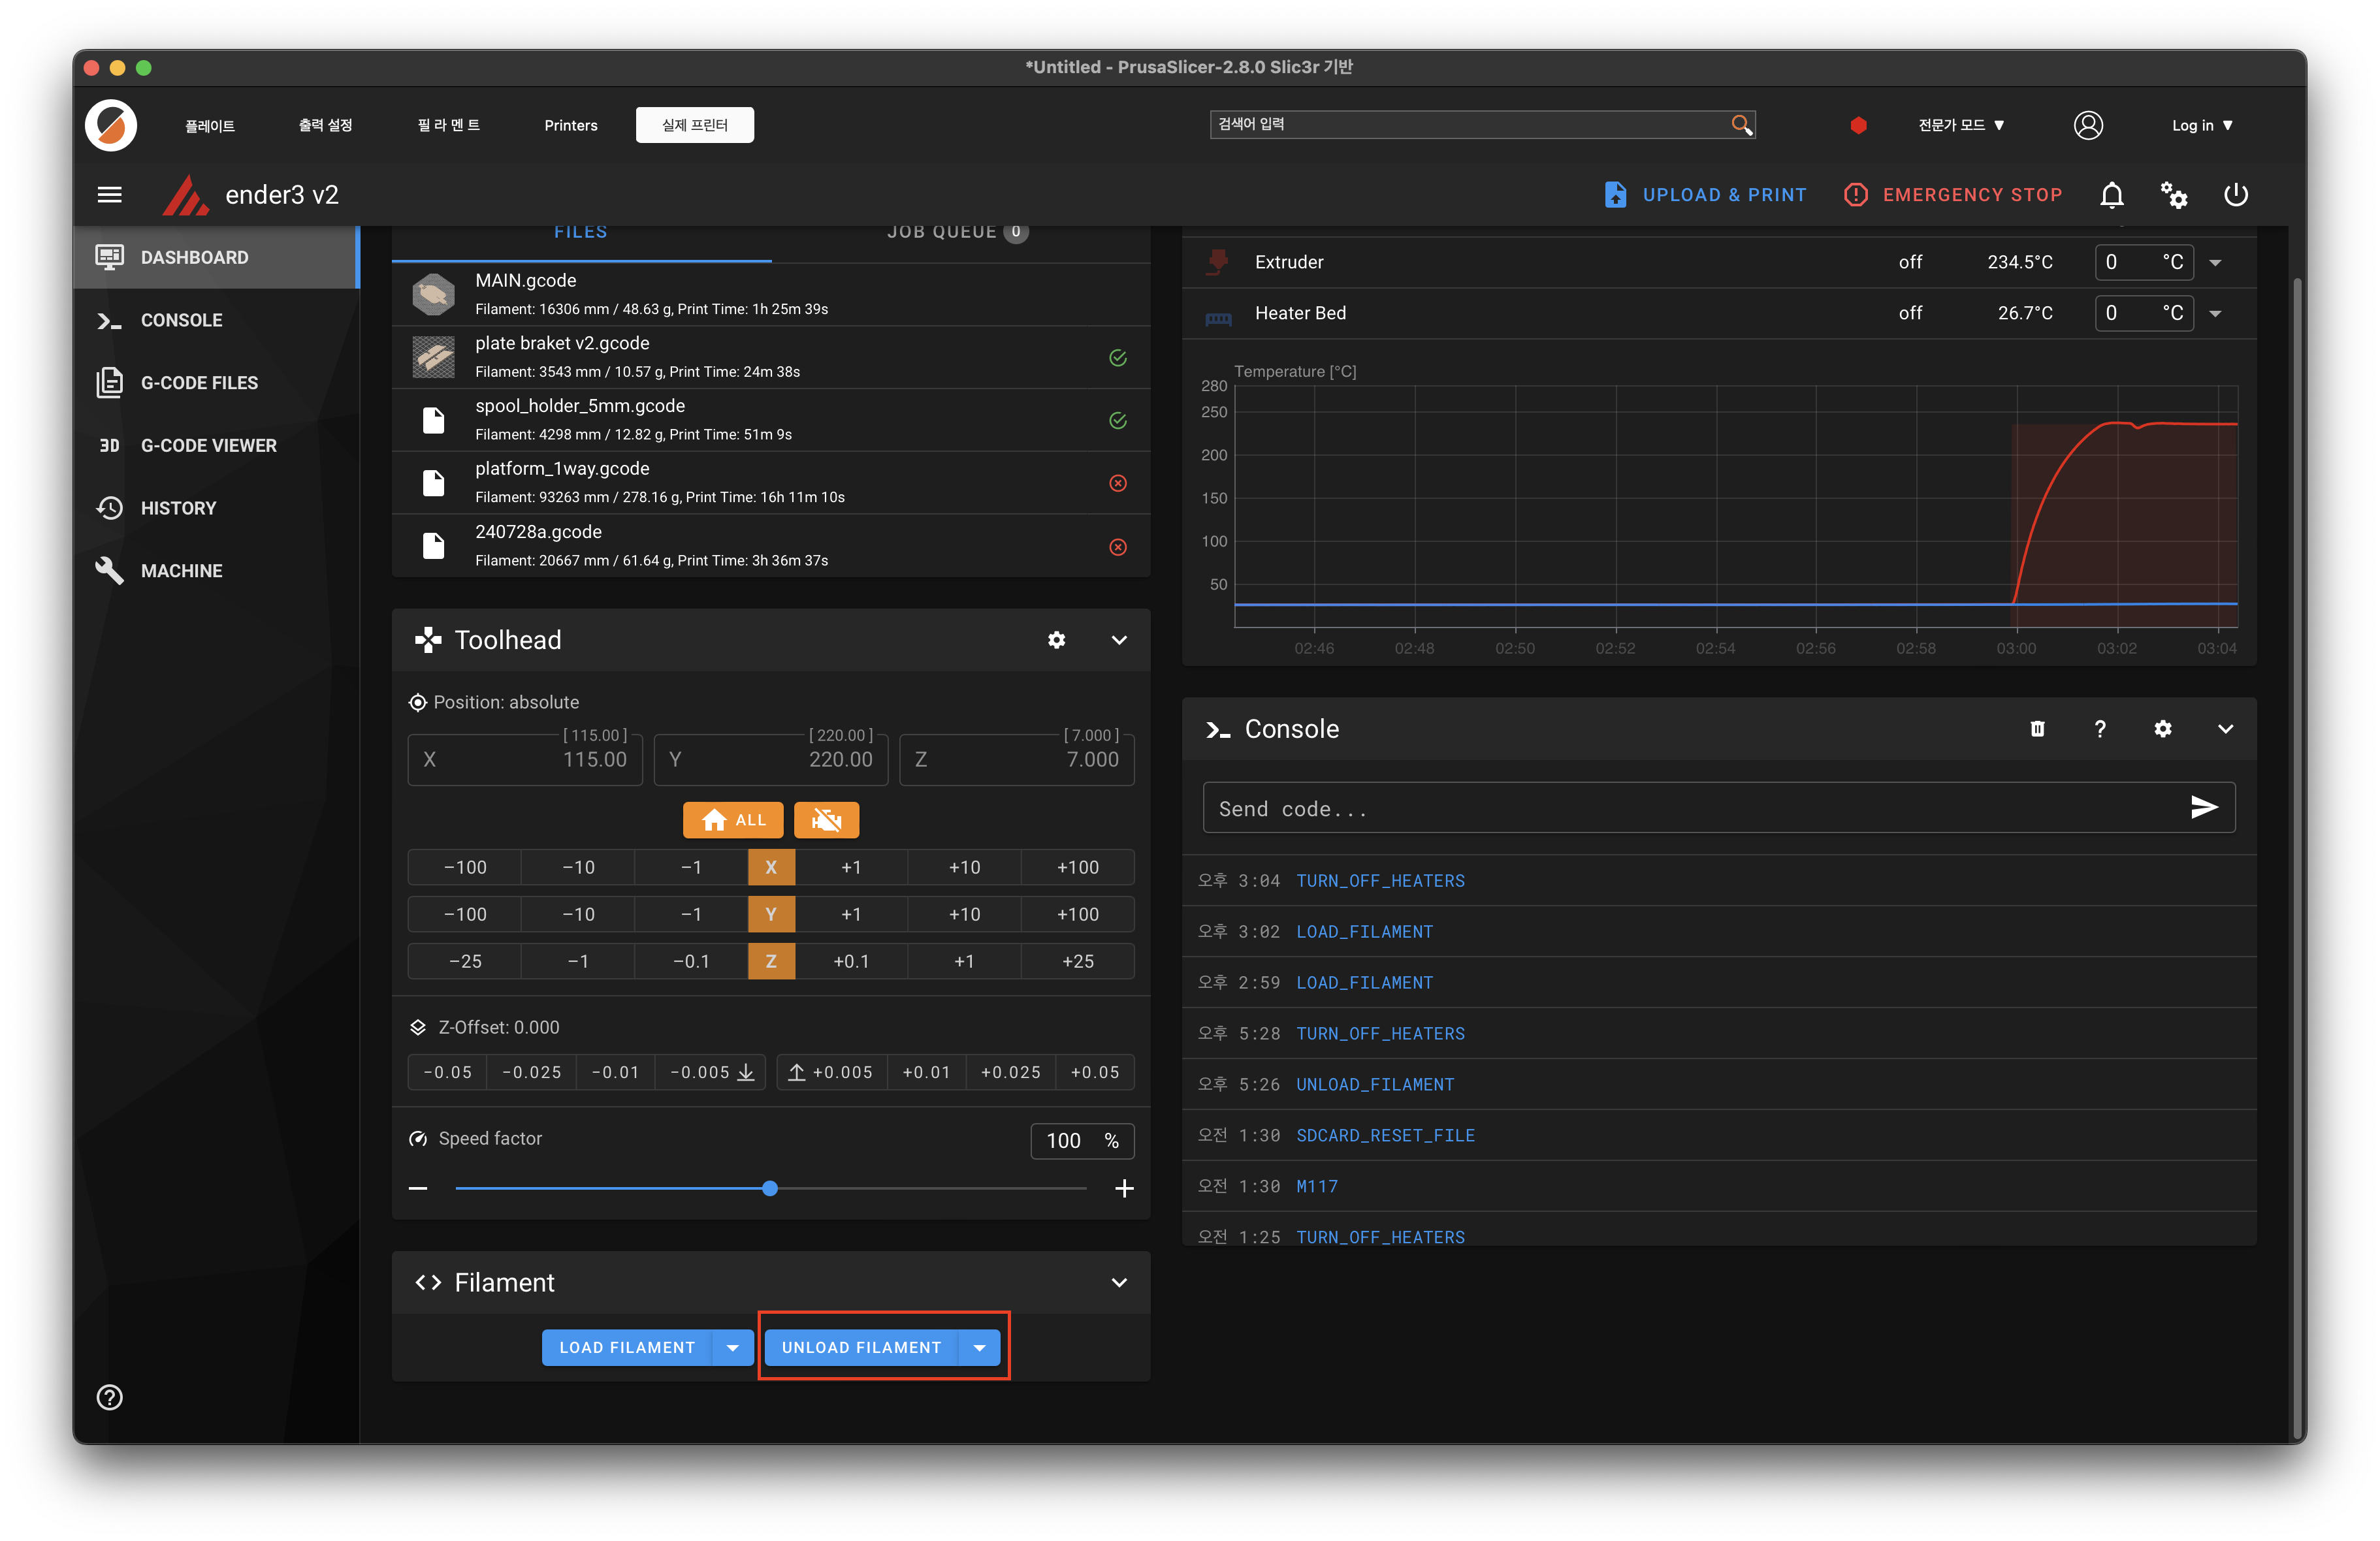 *Untitled - PrusaSlicer-2.8.0 Slic3r 기반
플레이트 출력 설정 필 라 멘 트 Printers 실제 프린터 검색어 입력 전문가 모드 ▼ Log in ▼
ender3 v2 UPLOAD & PRINT EMERGENCY STOP
DASHBOARD
CONSOLE
G-CODE FILES
3D G-CODE VIEWER
HISTORY
MACHINE
FILES JOB QUEUE 0
MAIN.gcode
Filament: 16306 mm / 48.63 g, Print Time: 1h 25m 39s
plate braket v2.gcode
Filament: 3543 mm / 10.57 g, Print Time: 24m 38s
spool_holder_5mm.gcode
Filament: 4298 mm / 12.82 g, Print Time: 51m 9s
platform_1way.gcode
Filament: 93263 mm / 278.16 g, Print Time: 16h 11m 10s
240728a.gcode
Filament: 20667 mm / 61.64 g, Print Time: 3h 36m 37s
Toolhead
Position: absolute
[ 115.00 ] [ 220.00 ] [ 7.000 ]
X 115.00 Y 220.00 Z 7.000
ALL
−100 −10 −1 X +1 +10 +100
−100 −10 −1 Y +1 +10 +100
−25 −1 −0.1 Z +0.1 +1 +25
Z-Offset: 0.000
-0.05 -0.025 -0.01 -0.005 +0.005 +0.01 +0.025 +0.05
Speed factor 100 %
Filament
LOAD FILAMENT UNLOAD FILAMENT
Extruder off 234.5°C 0 °C
Heater Bed off 26.7°C 0 °C
Temperature [°C]
280
250
200
150
100
50
02:46 02:48 02:50 02:52 02:54 02:56 02:58 03:00 03:02 03:04
Console
Send code...
오후 3:04 TURN_OFF_HEATERS
오후 3:02 LOAD_FILAMENT
오후 2:59 LOAD_FILAMENT
오후 5:28 TURN_OFF_HEATERS
오후 5:26 UNLOAD_FILAMENT
오전 1:30 SDCARD_RESET_FILE
오전 1:30 M117
오전 1:25 TURN_OFF_HEATERS